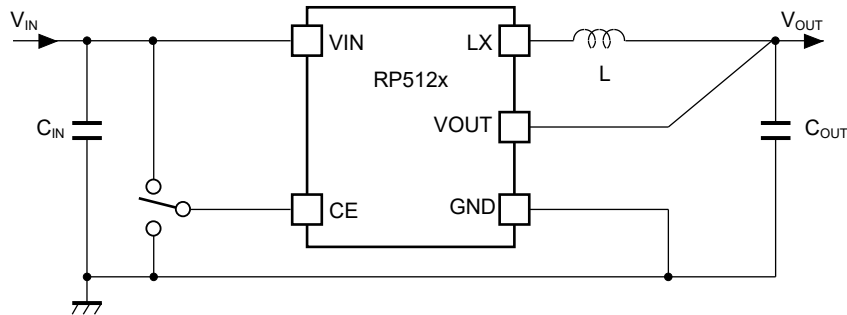 VIN
VOUT
VIN
LX
RP512x
L
VOUT
CIN
COUT
CE
GND